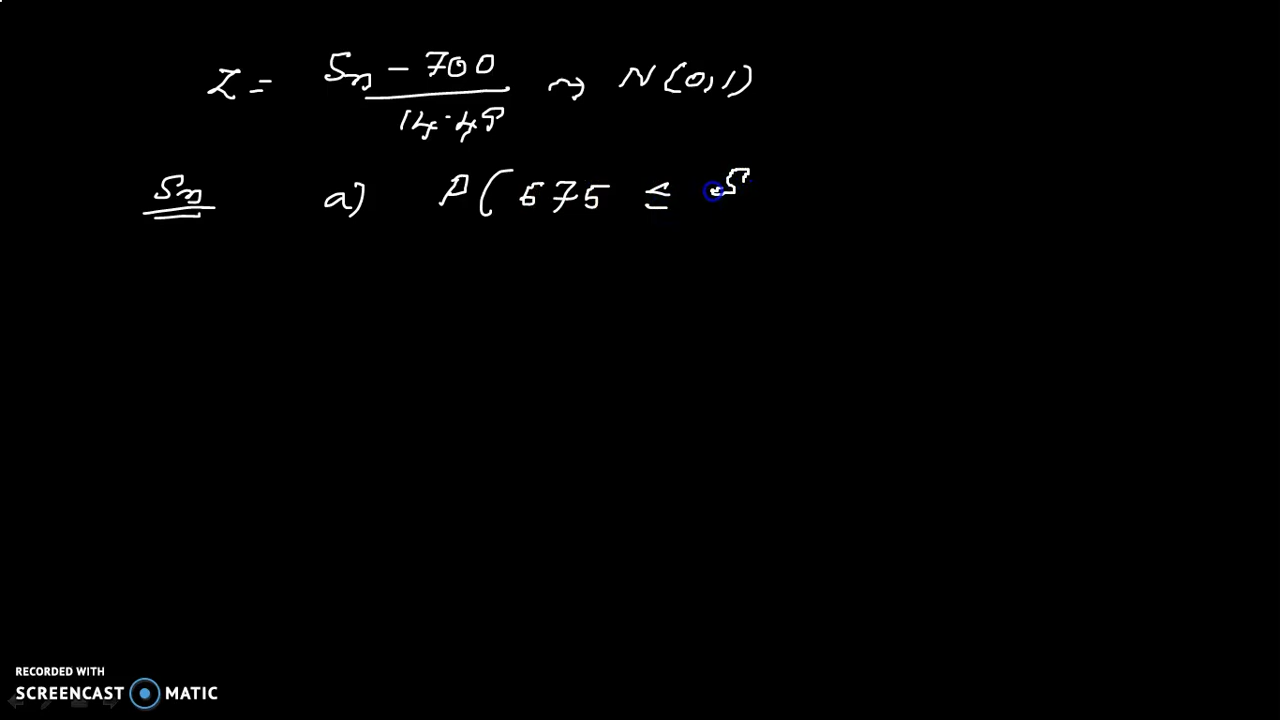 Z = Sn - 700 / 14.49 ~> N(0,1)
Sn a) P( 675 ≤ S
RECORDED WITH
SCREENCAST MATIC